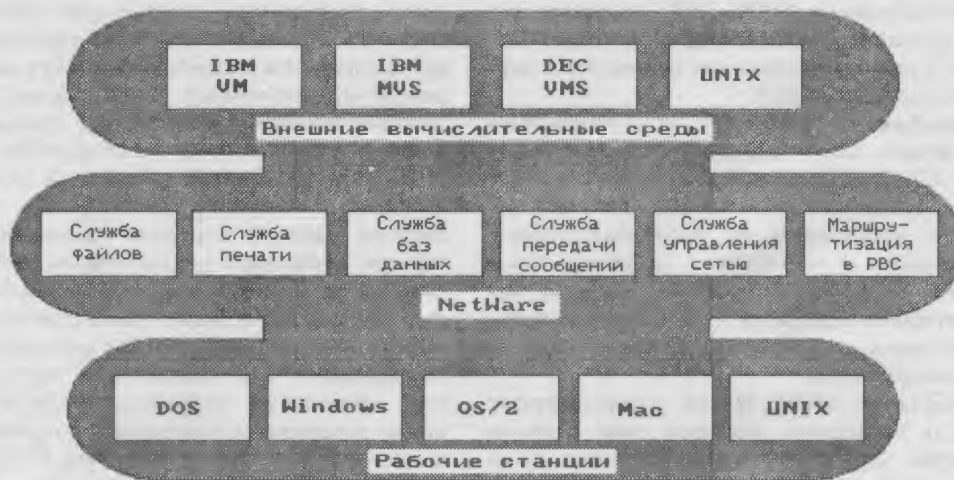 IBM
VM
IBM
MVS
DEC
VMS
UNIX
Внешние вычислительные среды
Служба
файлов
Служба
печати
Служба
баз
данных
Служба
передачи
сообщений
Служба
управления
сетью
Маршру-
тизация
в РВС
NetWare
DOS
Windows
OS/2
Mac
UNIX
Рабочие станции